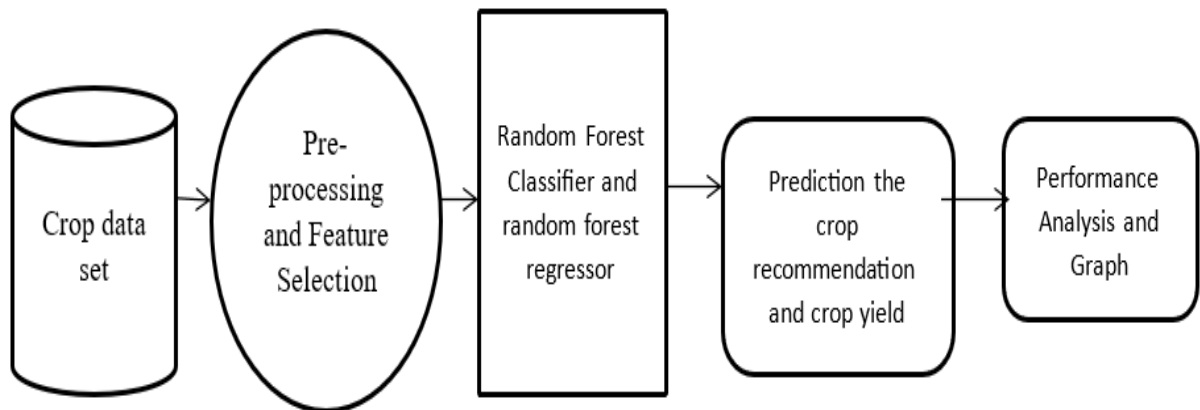 Crop data
set
Pre-
processing
and Feature
Selection
Random Forest
Classifier and
random forest
regressor
Prediction the
crop
recommendation
and crop yield
Performance
Analysis and
Graph